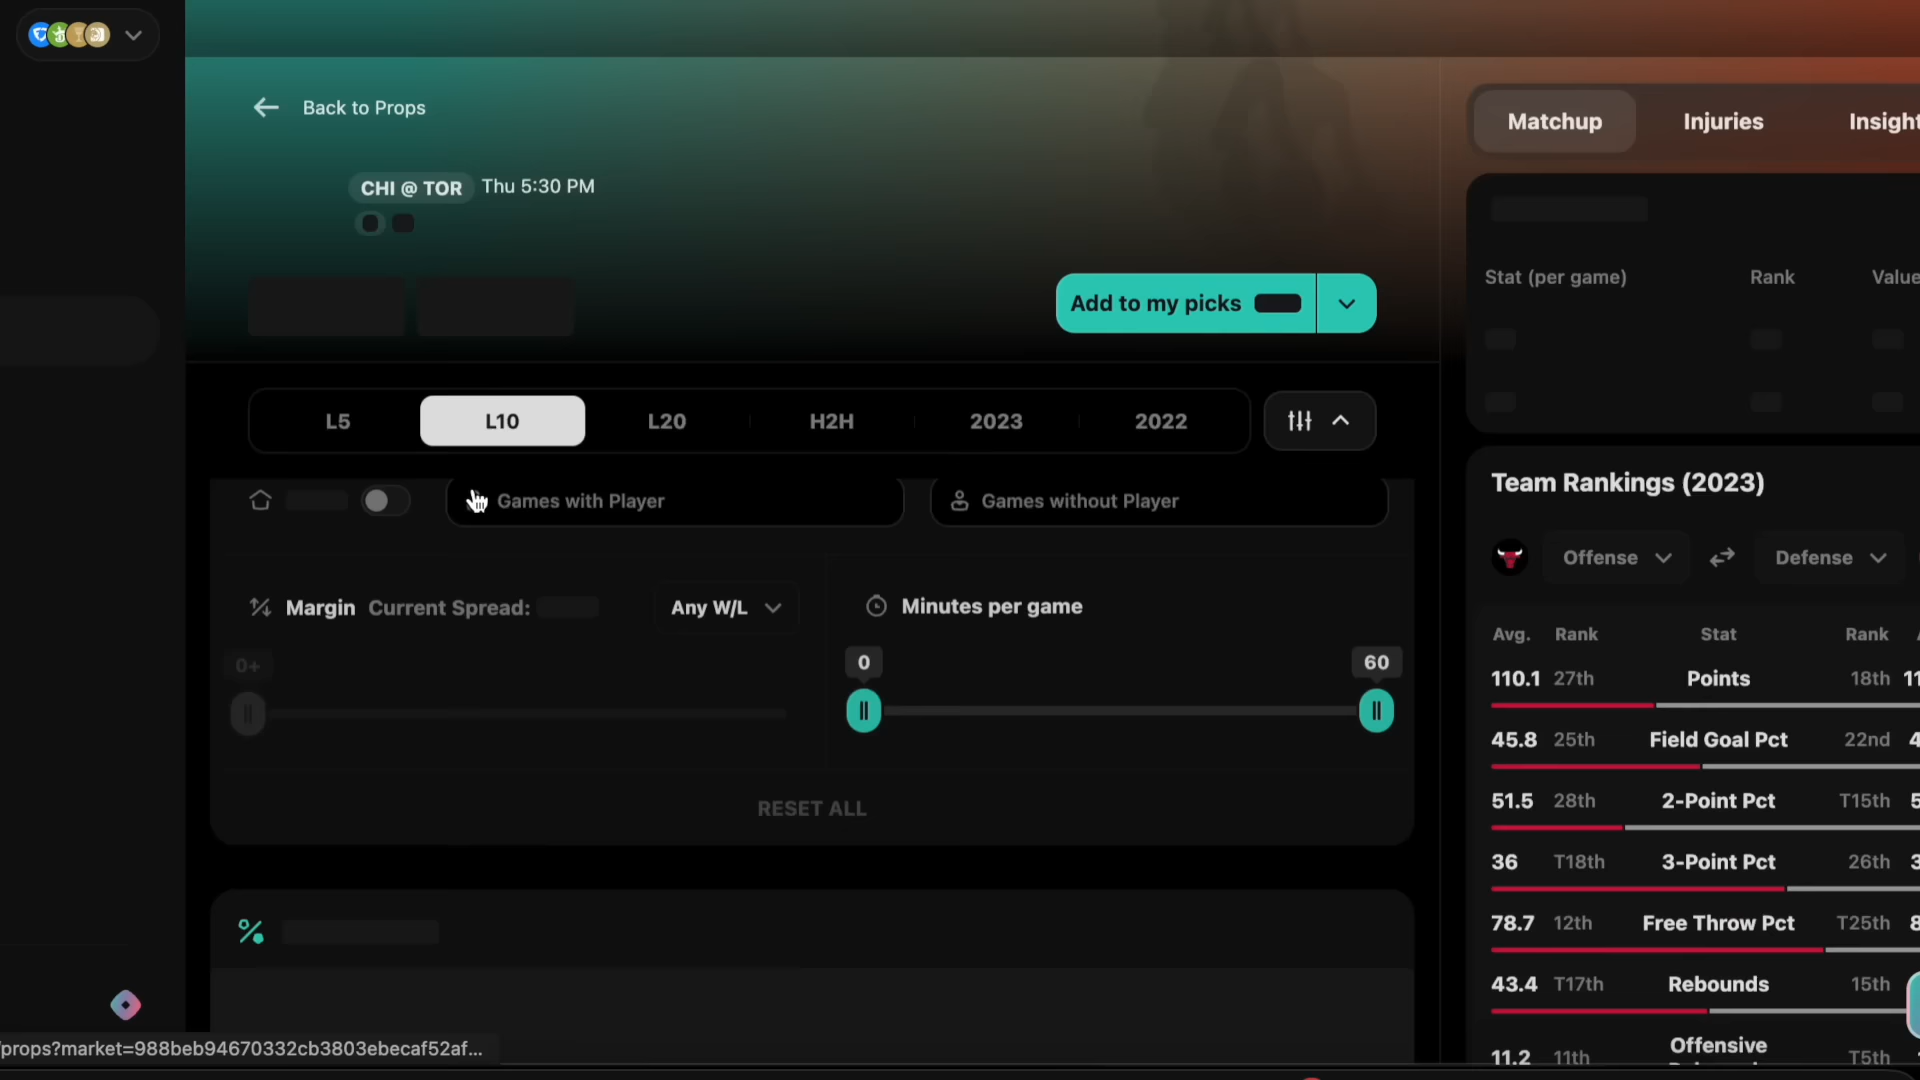 Back to Props
CHI @ TOR Thu 5:30 PM
Add to my picks
L5 L10 L20 H2H 2023 2022
Games with Player
Games without Player
Margin Current Spread:
Any W/L
Minutes per game
0+
0
60
RESET ALL
props?market=988beb94670332cb3803ebecaf52af...
Matchup Injuries Insight
Stat (per game) Rank Value
Team Rankings (2023)
Offense Defense
Avg. Rank Stat Rank
110.1 27th Points 18th 11
45.8 25th Field Goal Pct 22nd 4
51.5 28th 2-Point Pct T15th 5
36 T18th 3-Point Pct 26th 3
78.7 12th Free Throw Pct T25th 8
43.4 T17th Rebounds 15th
11.2 11th Offensive T5th